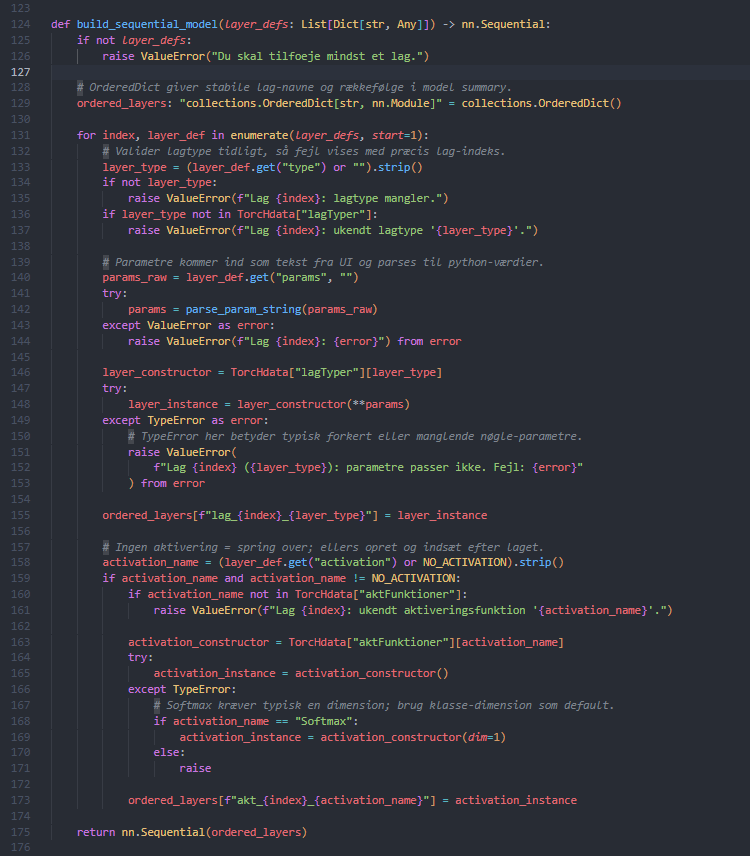 123
124 def build_sequential_model(layer_defs: List[Dict[str, Any]]) -> nn.Sequential:
125     if not layer_defs:
126         raise ValueError("Du skal tilfoeje mindst et lag.")
127
128     # OrderedDict giver stabile lag-navne og rækkefølge i model summary.
129     ordered_layers: "collections.OrderedDict[str, nn.Module]" = collections.OrderedDict()
130
131     for index, layer_def in enumerate(layer_defs, start=1):
132         # Valider lagtype tidligt, så fejl vises med præcis lag-indeks.
133         layer_type = (layer_def.get("type") or "").strip()
134         if not layer_type:
135             raise ValueError(f"Lag {index}: lagtype mangler.")
136         if layer_type not in TorcHdata["lagTyper"]:
137             raise ValueError(f"Lag {index}: ukendt lagtype '{layer_type}'.")
138
139         # Parametre kommer ind som tekst fra UI og parses til python-værdier.
140         params_raw = layer_def.get("params", "")
141         try:
142             params = parse_param_string(params_raw)
143         except ValueError as error:
144             raise ValueError(f"Lag {index}: {error}") from error
145
146         layer_constructor = TorcHdata["lagTyper"][layer_type]
147         try:
148             layer_instance = layer_constructor(**params)
149         except TypeError as error:
150             # TypeError her betyder typisk forkert eller manglende nøgle-parametre.
151             raise ValueError(
152                 f"Lag {index} ({layer_type}): parametre passer ikke. Fejl: {error}"
153             ) from error
154
155         ordered_layers[f"lag_{index}_{layer_type}"] = layer_instance
156
157         # Ingen aktivering = spring over; ellers opret og indsæt efter laget.
158         activation_name = (layer_def.get("activation") or NO_ACTIVATION).strip()
159         if activation_name and activation_name != NO_ACTIVATION:
160             if activation_name not in TorcHdata["aktFunktioner"]:
161                 raise ValueError(f"Lag {index}: ukendt aktiveringsfunktion '{activation_name}'.")
162
163             activation_constructor = TorcHdata["aktFunktioner"][activation_name]
164             try:
165                 activation_instance = activation_constructor()
166             except TypeError:
167                 # Softmax kræver typisk en dimension; brug klasse-dimension som default.
168                 if activation_name == "Softmax":
169                     activation_instance = activation_constructor(dim=1)
170                 else:
171                     raise
172
173             ordered_layers[f"akt_{index}_{activation_name}"] = activation_instance
174
175     return nn.Sequential(ordered_layers)
176